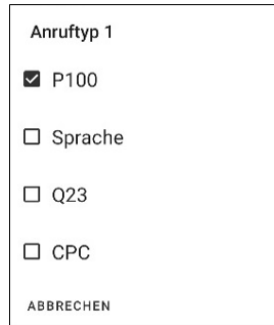 Anruftyp 1
P100
Sprache
Q23
CPC
ABBRECHEN